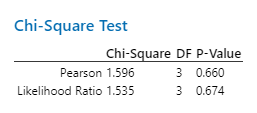 Chi-Square Test
Chi-Square DF P-Value
Pearson 1.596 3 0.660
Likelihood Ratio 1.535 3 0.674